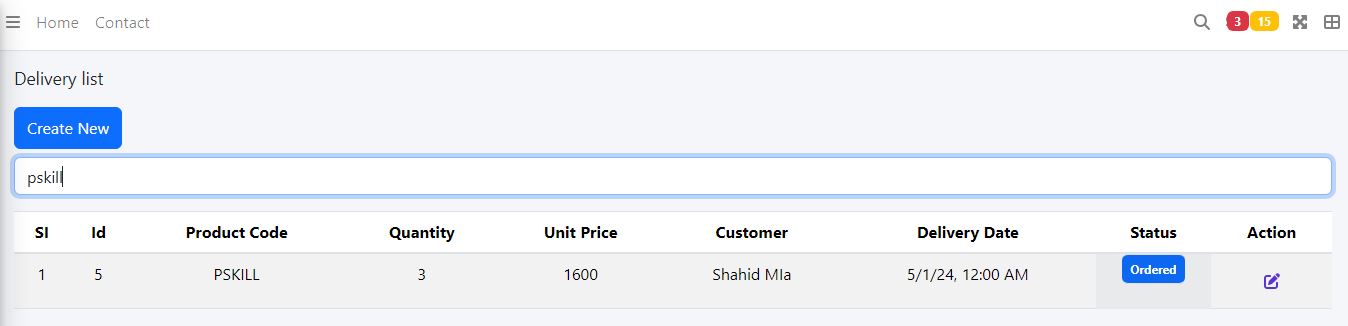 Home Contact 3 15
Delivery list
Create New
pskill
Sl Id Product Code Quantity Unit Price Customer Delivery Date Status Action
1 5 PSKILL 3 1600 Shahid MIa 5/1/24, 12:00 AM Ordered